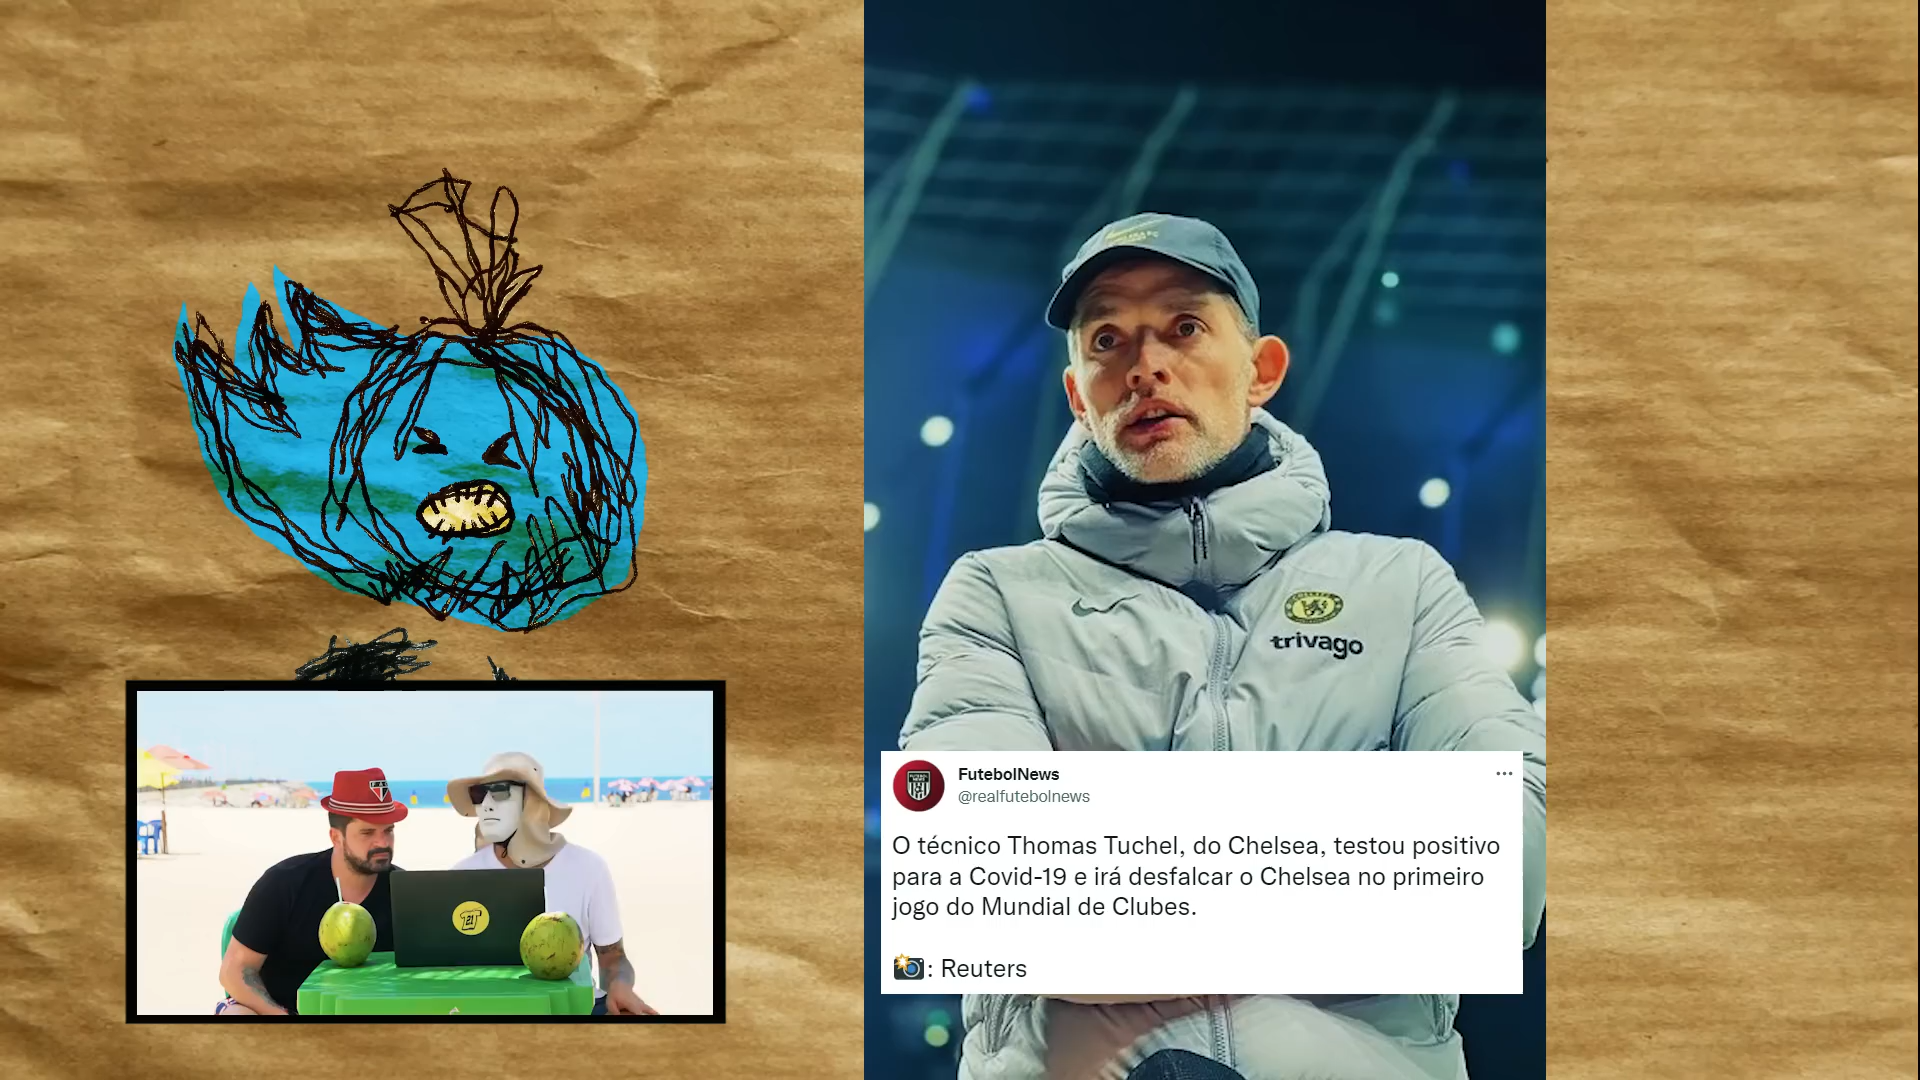 trivago
FutebolNews
@realfutebolnews
O técnico Thomas Tuchel, do Chelsea, testou positivo
para a Covid-19 e irá desfalcar o Chelsea no primeiro
jogo do Mundial de Clubes.
: Reuters
21